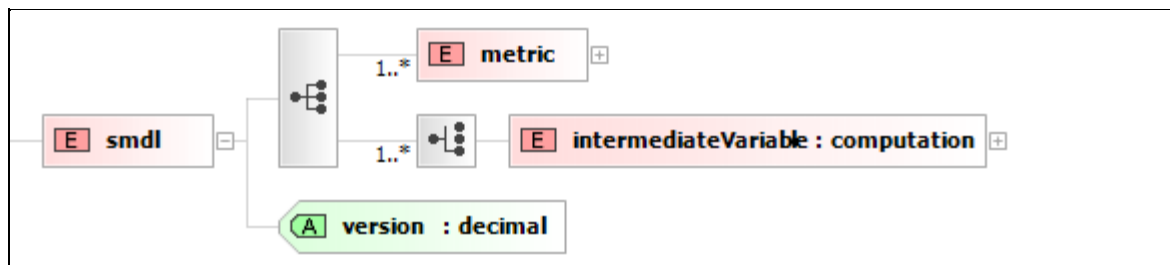 E metric
1..*
E smdl
E intermediateVariable : computation
1..*
A version : decimal